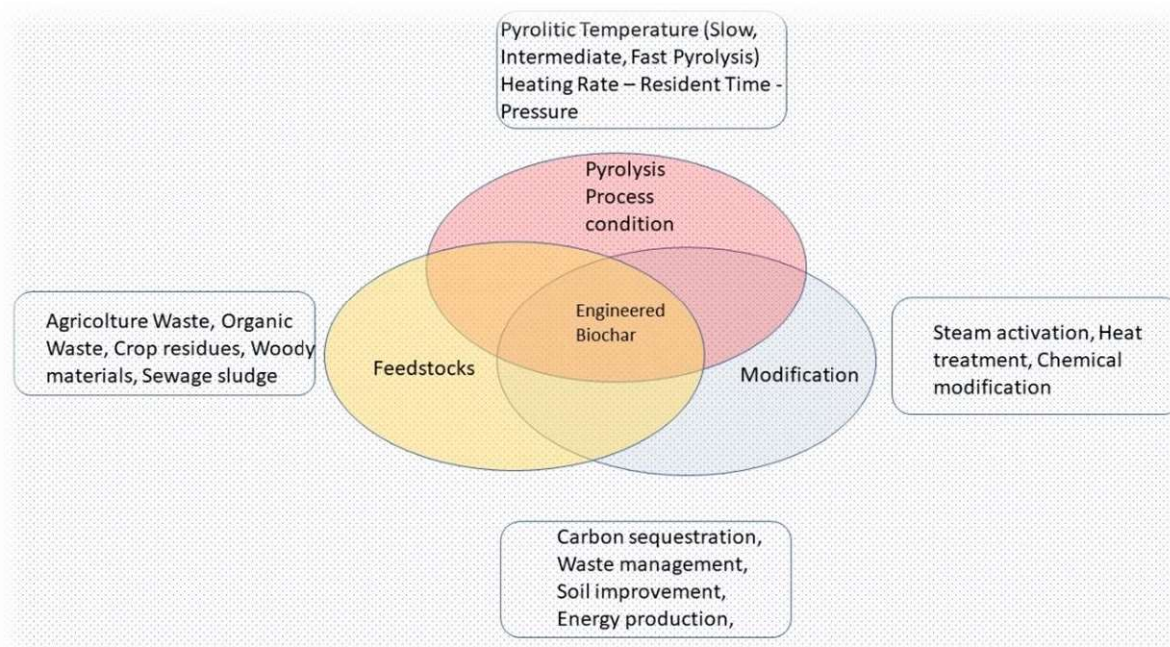 Pyrolitic Temperature (Slow,
Intermediate, Fast Pyrolysis)
Heating Rate – Resident Time -
Pressure
Pyrolysis
Process
condition
Engineered
Biochar
Feedstocks
Modification
Agricolture Waste, Organic
Waste, Crop residues, Woody
materials, Sewage sludge
Steam activation, Heat
treatment, Chemical
modification
Carbon sequestration,
Waste management,
Soil improvement,
Energy production,